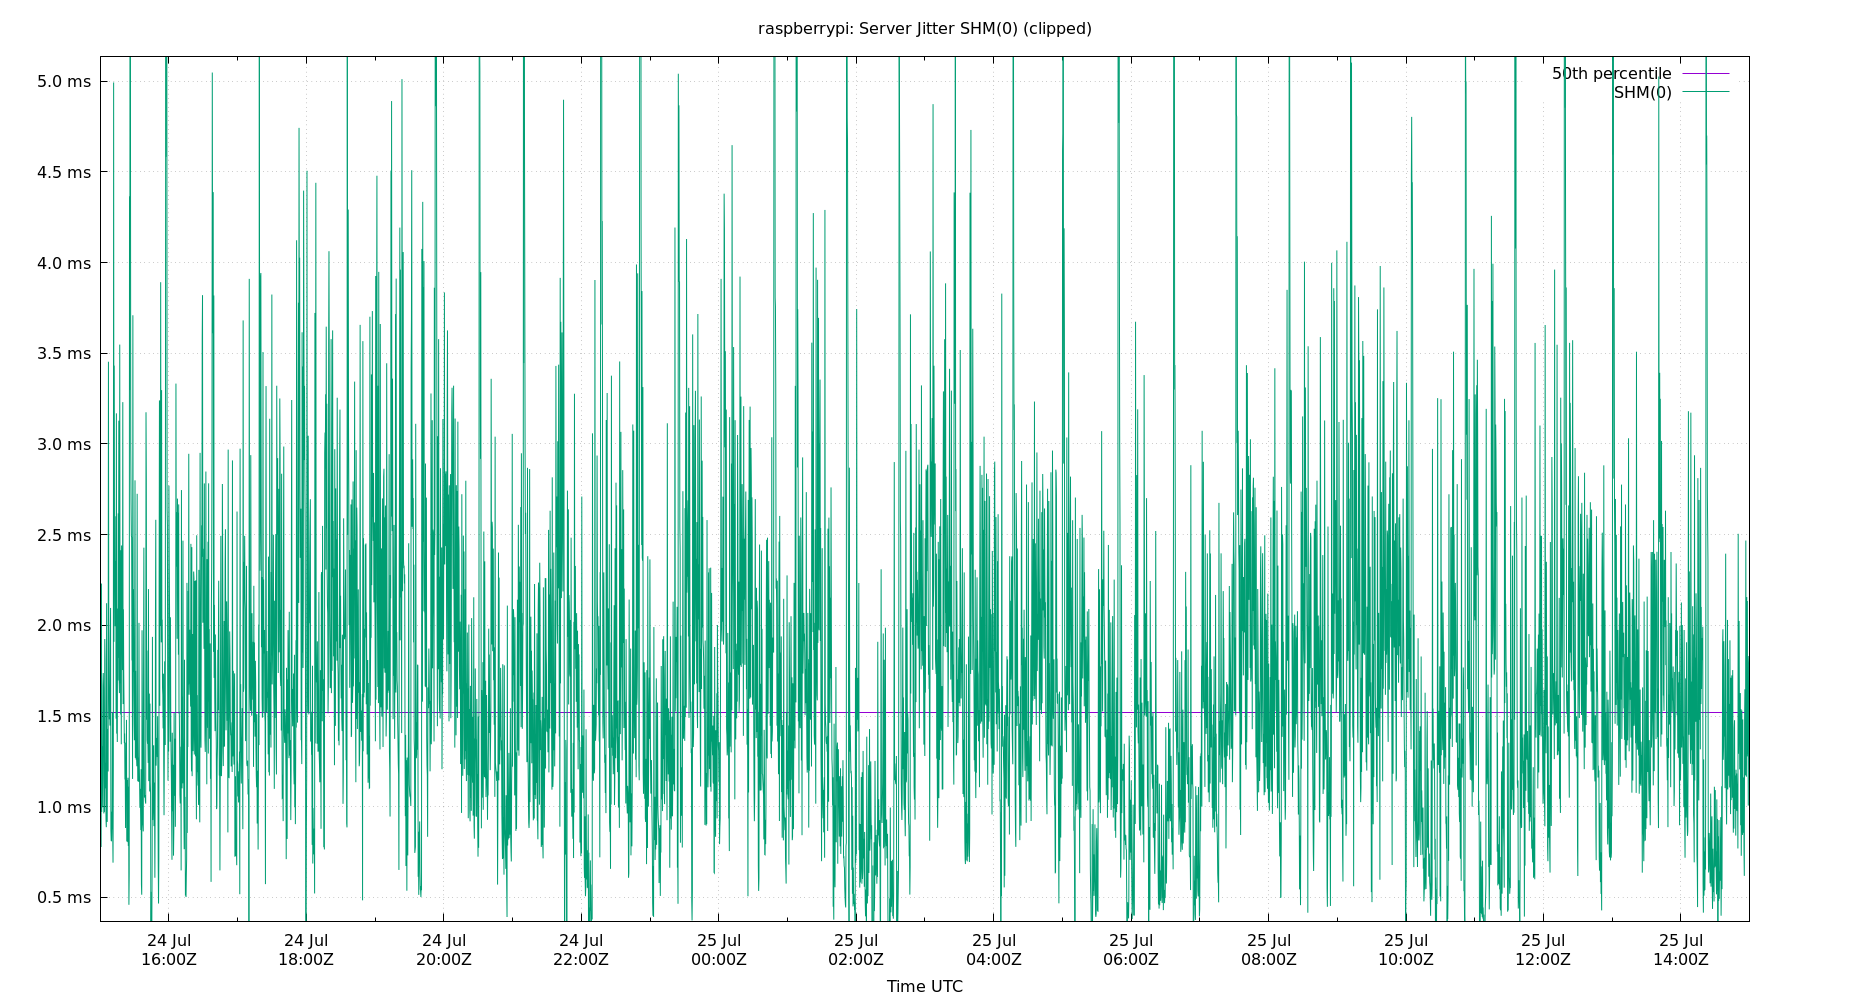 raspberrypi: Server Jitter SHM(0) (clipped)
50th percentile
SHM(0)
5.0 ms
4.5 ms
4.0 ms
3.5 ms
3.0 ms
2.5 ms
2.0 ms
1.5 ms
1.0 ms
0.5 ms
24 Jul 24 Jul 24 Jul 24 Jul 25 Jul 25 Jul 25 Jul 25 Jul 25 Jul 25 Jul 25 Jul 25 Jul
16:00Z 18:00Z 20:00Z 22:00Z 00:00Z 02:00Z 04:00Z 06:00Z 08:00Z 10:00Z 12:00Z 14:00Z
Time UTC